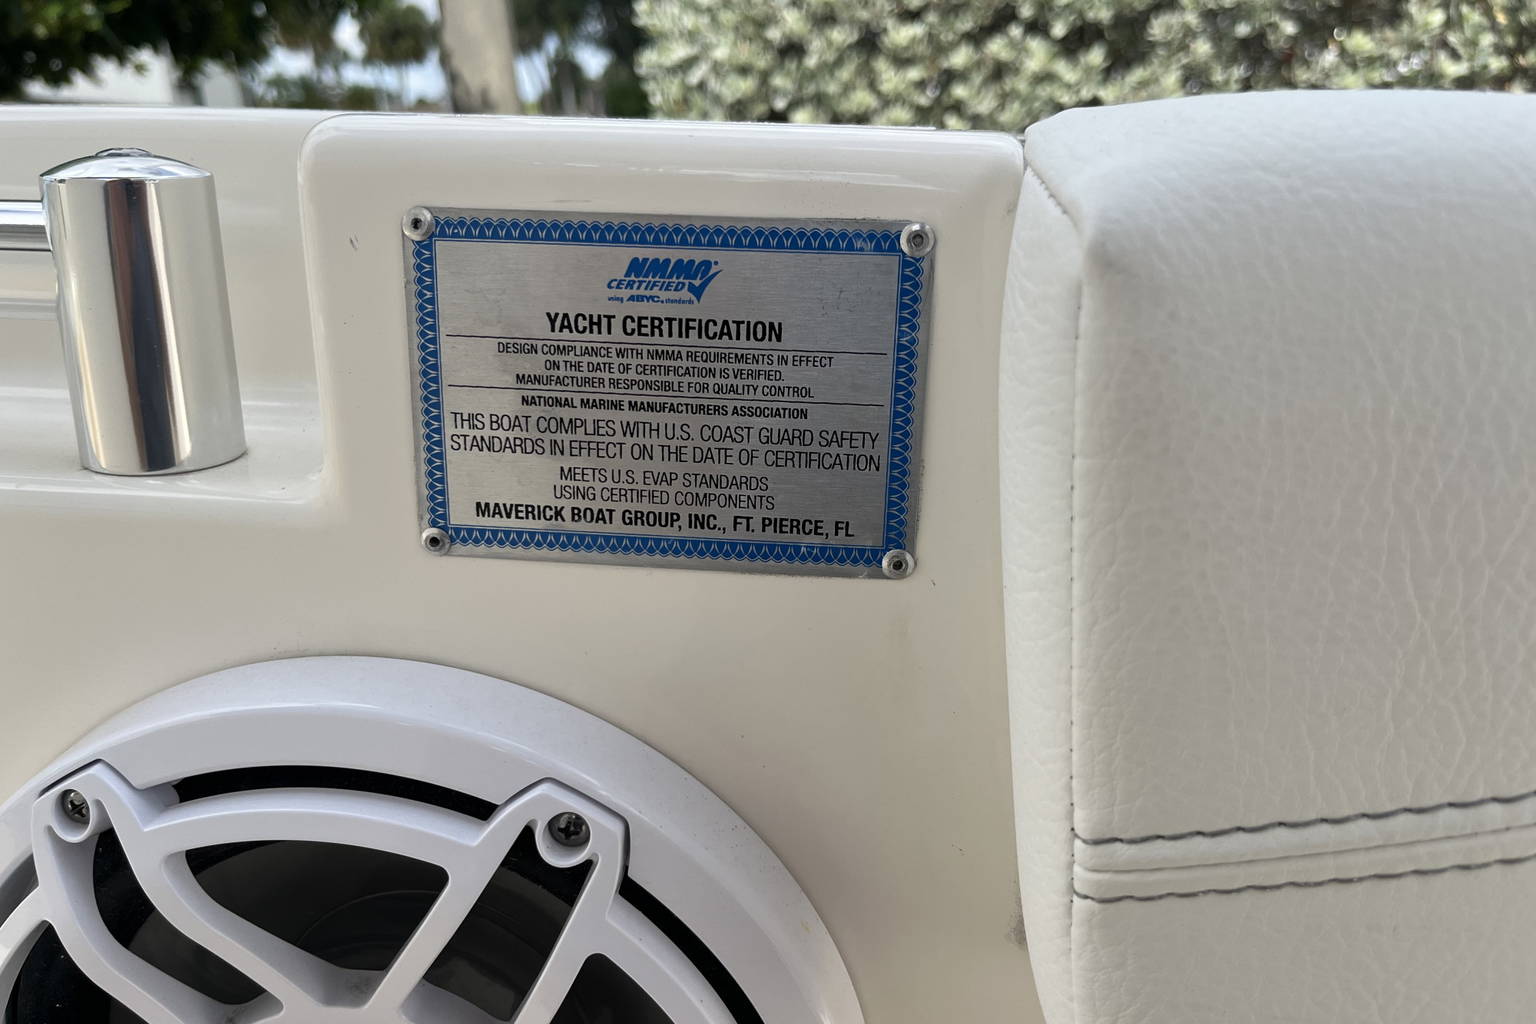 NMMA®
CERTIFIED
using ABYC® standards
YACHT CERTIFICATION
DESIGN COMPLIANCE WITH NMMA REQUIREMENTS IN EFFECT
ON THE DATE OF CERTIFICATION IS VERIFIED.
MANUFACTURER RESPONSIBLE FOR QUALITY CONTROL
NATIONAL MARINE MANUFACTURERS ASSOCIATION
THIS BOAT COMPLIES WITH U.S. COAST GUARD SAFETY
STANDARDS IN EFFECT ON THE DATE OF CERTIFICATION
MEETS U.S. EVAP STANDARDS
USING CERTIFIED COMPONENTS
MAVERICK BOAT GROUP, INC., FT. PIERCE, FL